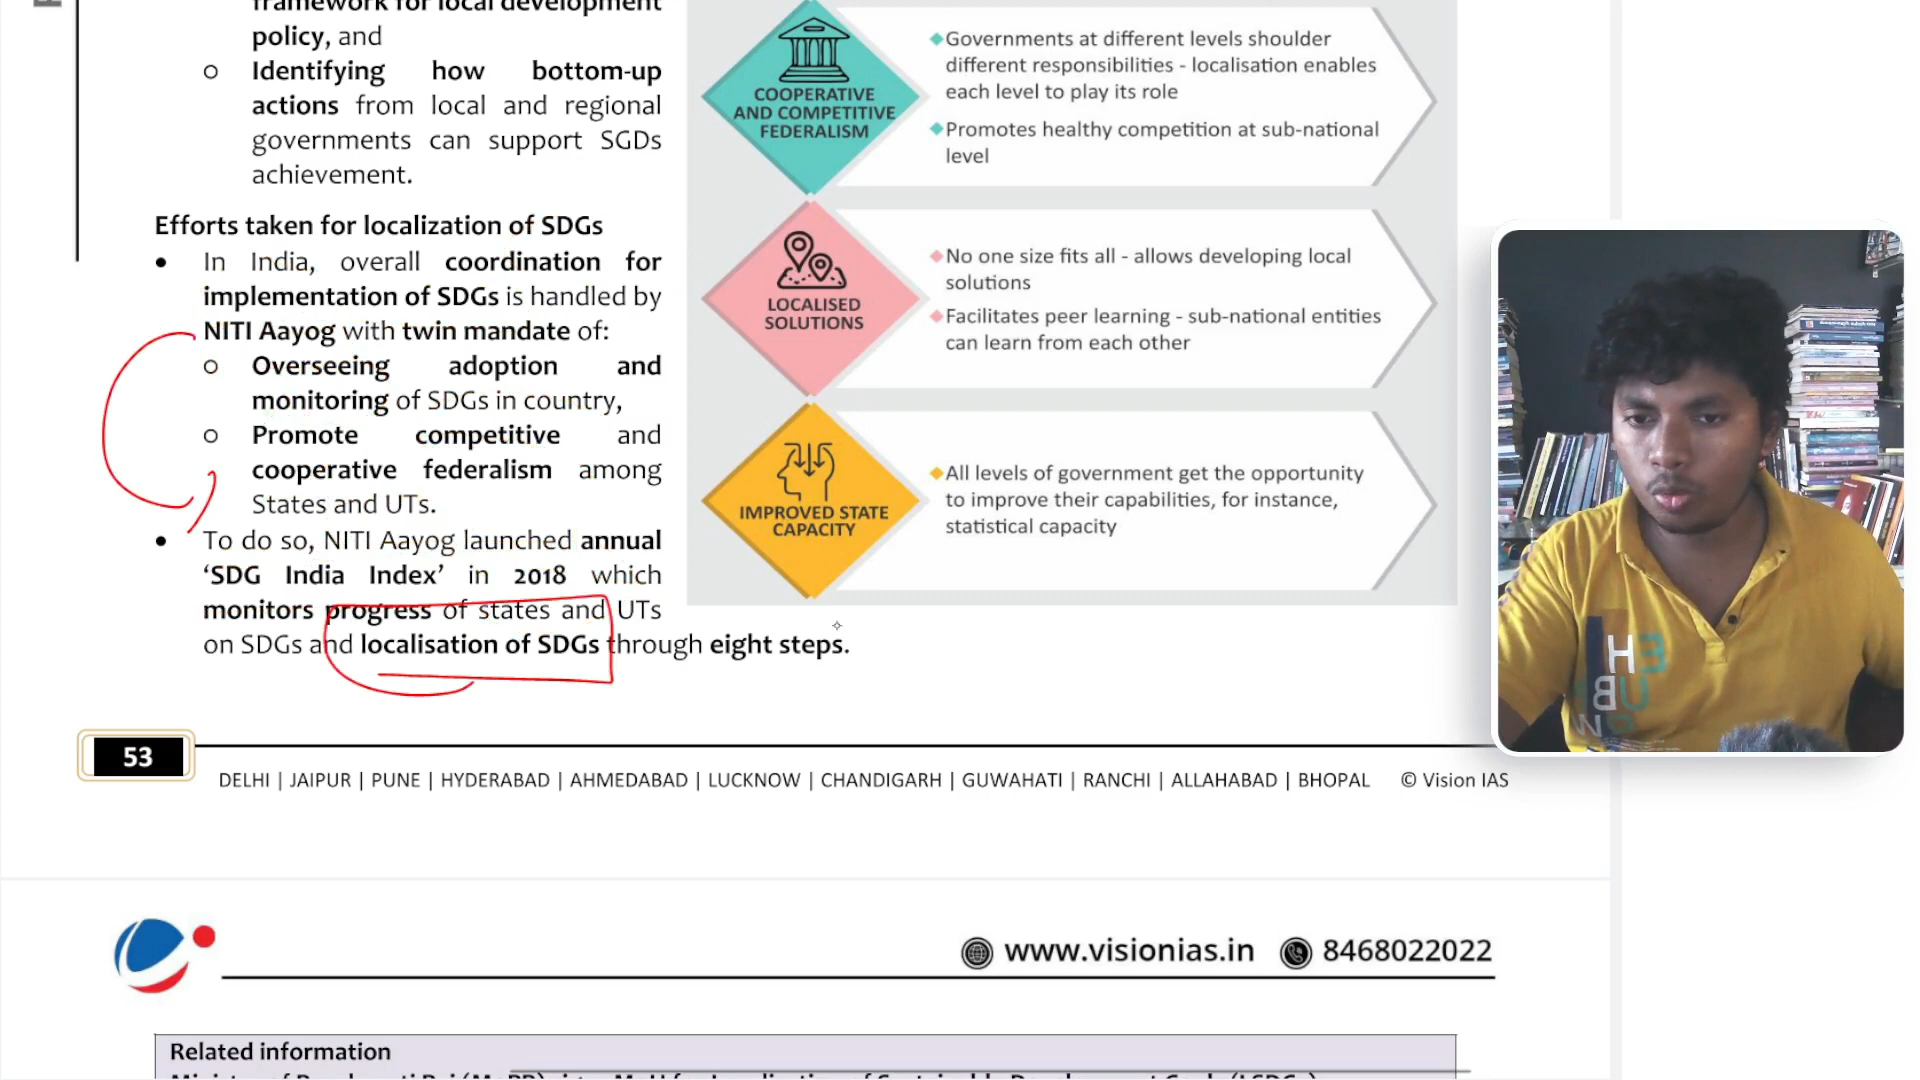 framework for local development
policy, and
o Identifying how bottom-up
actions from local and regional
governments can support SGDs
achievement.
Efforts taken for localization of SDGs
• In India, overall coordination for
implementation of SDGs is handled by
NITI Aayog with twin mandate of:
o Overseeing adoption and
monitoring of SDGs in country,
o Promote competitive and
cooperative federalism among
States and UTs.
• To do so, NITI Aayog launched annual
‘SDG India Index’ in 2018 which
monitors progress of states and UTs
on SDGs and localisation of SDGs through eight steps.
COOPERATIVE
AND COMPETITIVE
FEDERALISM
Governments at different levels shoulder
different responsibilities - localisation enables
each level to play its role
Promotes healthy competition at sub-national
level
LOCALISED
SOLUTIONS
No one size fits all - allows developing local
solutions
Facilitates peer learning - sub-national entities
can learn from each other
IMPROVED STATE
CAPACITY
All levels of government get the opportunity
to improve their capabilities, for instance,
statistical capacity
53
DELHI | JAIPUR | PUNE | HYDERABAD | AHMEDABAD | LUCKNOW | CHANDIGARH | GUWAHATI | RANCHI | ALLAHABAD | BHOPAL © Vision IAS
www.visionias.in 8468022022
Related information